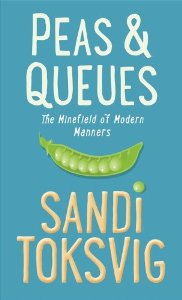 PEAS &
QUEUES
The Minefield of Modern
Manners
SANDI
TOKSVIG